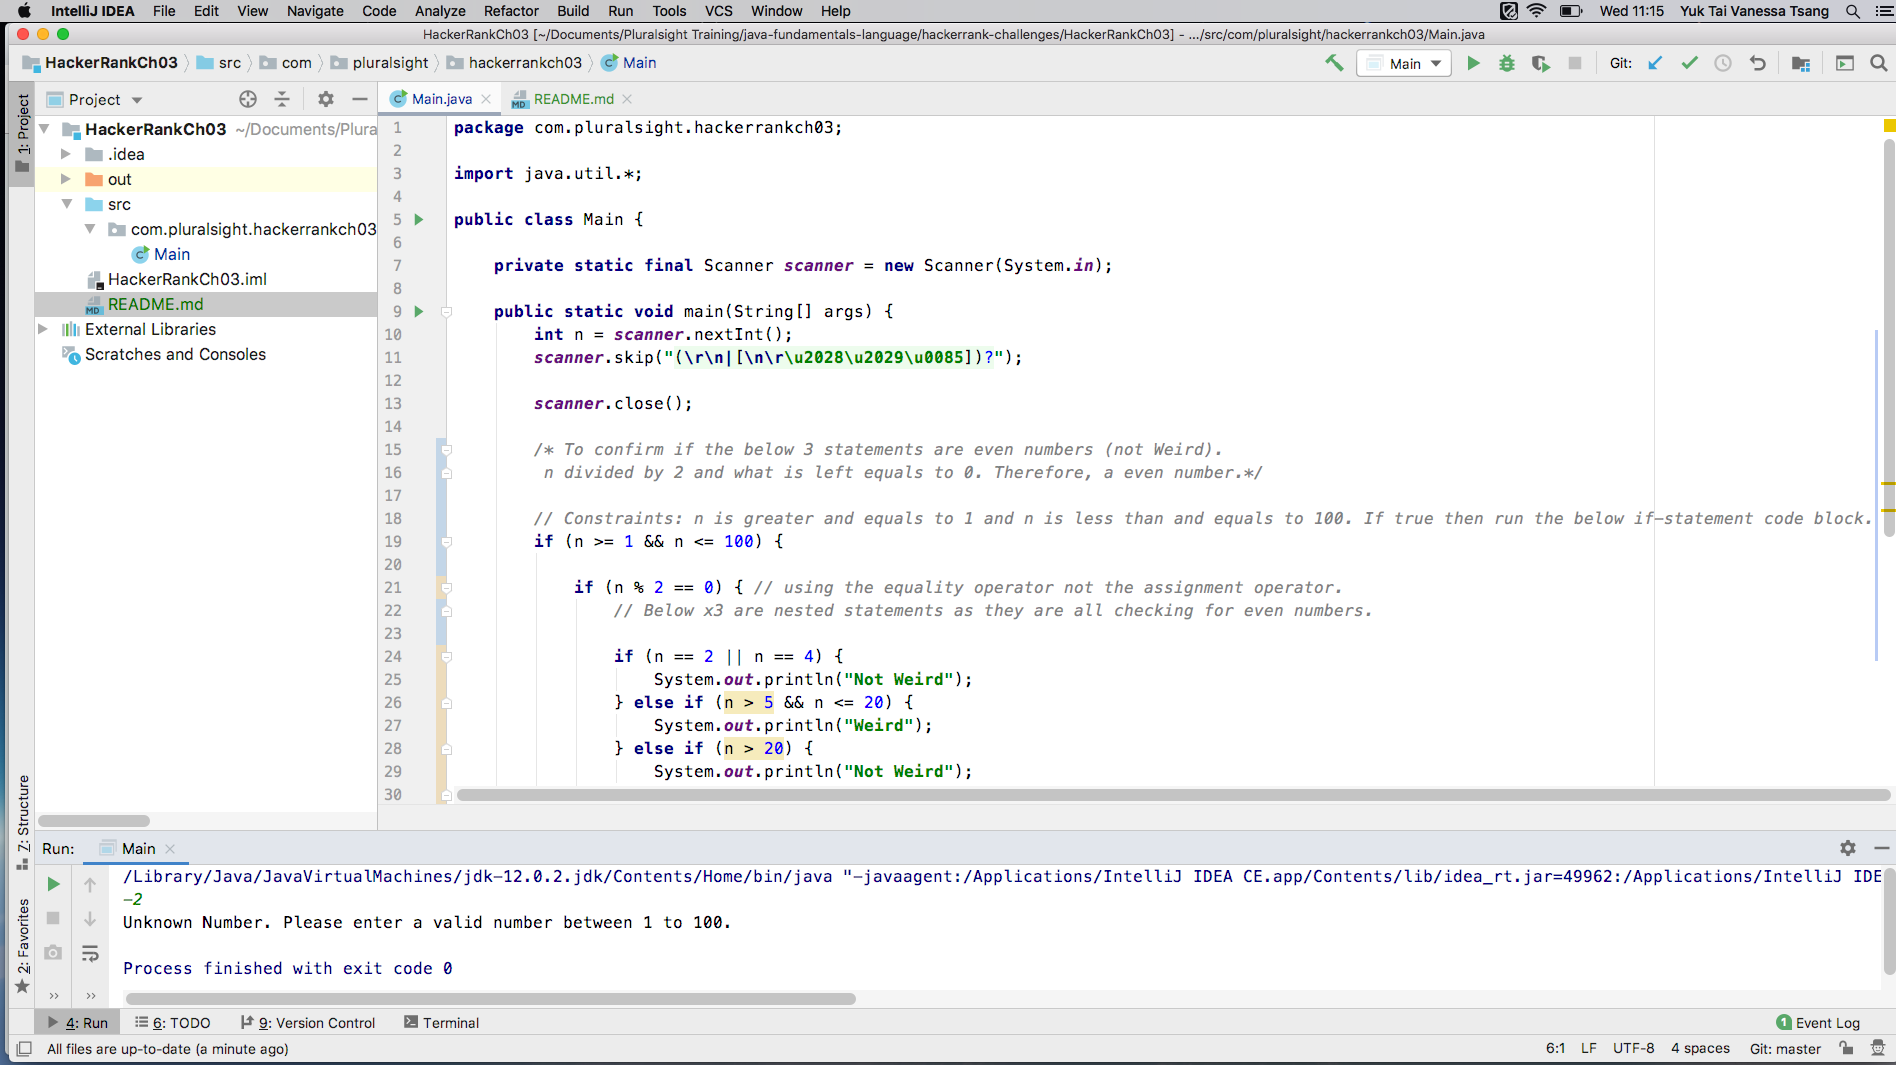 IntelliJ IDEA File Edit View Navigate Code Analyze Refactor Build Run Tools VCS Window Help Wed 11:15 Yuk Tai Vanessa Tsang
HackerRankCh03 [~/Documents/Pluralsight Training/java-fundamentals-language/hackerrank-challenges/HackerRankCh03] - .../src/com/pluralsight/hackerrankch03/Main.java
HackerRankCh03 src com pluralsight hackerrankch03 Main Main Git:
1: Project
Project
HackerRankCh03 ~/Documents/Plura
.idea
out
src
com.pluralsight.hackerrankch03
Main
HackerRankCh03.iml
README.md
External Libraries
Scratches and Consoles
7: Structure
2: Favorites
Main.java README.md
1 package com.pluralsight.hackerrankch03;
2
3 import java.util.*;
4
5 public class Main {
6
7 private static final Scanner scanner = new Scanner(System.in);
8
9 public static void main(String[] args) {
10 int n = scanner.nextInt();
11 scanner.skip("(\r\n|[\n\r\u2028\u2029\u0085])?");
12
13 scanner.close();
14
15 /* To confirm if the below 3 statements are even numbers (not Weird).
16 n divided by 2 and what is left equals to 0. Therefore, a even number.*/
17
18 // Constraints: n is greater and equals to 1 and n is less than and equals to 100. If true then run the below if-statement code block.
19 if (n >= 1 && n <= 100) {
20
21 if (n % 2 == 0) { // using the equality operator not the assignment operator.
22 // Below x3 are nested statements as they are all checking for even numbers.
23
24 if (n == 2 || n == 4) {
25 System.out.println("Not Weird");
26 } else if (n > 5 && n <= 20) {
27 System.out.println("Weird");
28 } else if (n > 20) {
29 System.out.println("Not Weird");
30
Run: Main
/Library/Java/JavaVirtualMachines/jdk-12.0.2.jdk/Contents/Home/bin/java "-javaagent:/Applications/IntelliJ IDEA CE.app/Contents/lib/idea_rt.jar=49962:/Applications/IntelliJ IDE
-2
Unknown Number. Please enter a valid number between 1 to 100.
Process finished with exit code 0
4: Run 6: TODO 9: Version Control Terminal 1 Event Log
All files are up-to-date (a minute ago) 6:1 LF UTF-8 4 spaces Git: master